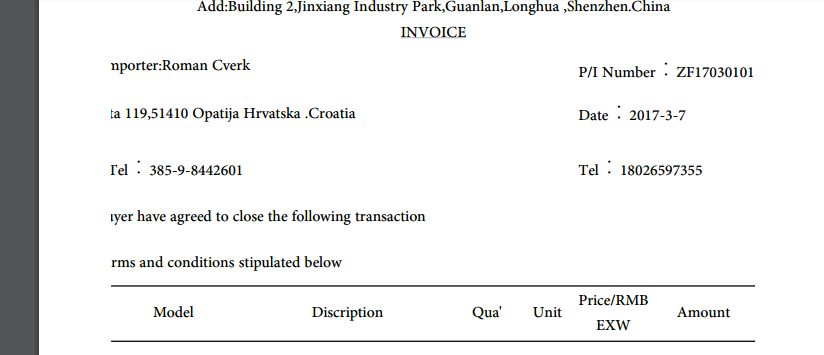 Add:Building 2,Jinxiang Industry Park,Guanlan,Longhua ,Shenzhen.China
INVOICE
nporter:Roman Cverk
P/I Number : ZF17030101
ta 119,51410 Opatija Hrvatska .Croatia
Date : 2017-3-7
Tel : 385-9-8442601
Tel : 18026597355
yer have agreed to close the following transaction
rms and conditions stipulated below
Model Discription Qua' Unit Price/RMB EXW Amount